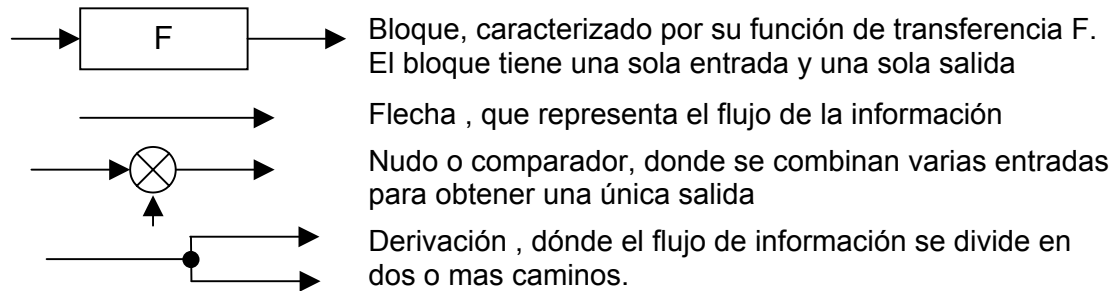 F
Bloque, caracterizado por su función de transferencia F.
El bloque tiene una sola entrada y una sola salida
Flecha , que representa el flujo de la información
Nudo o comparador, donde se combinan varias entradas
para obtener una única salida
Derivación , dónde el flujo de información se divide en
dos o mas caminos.